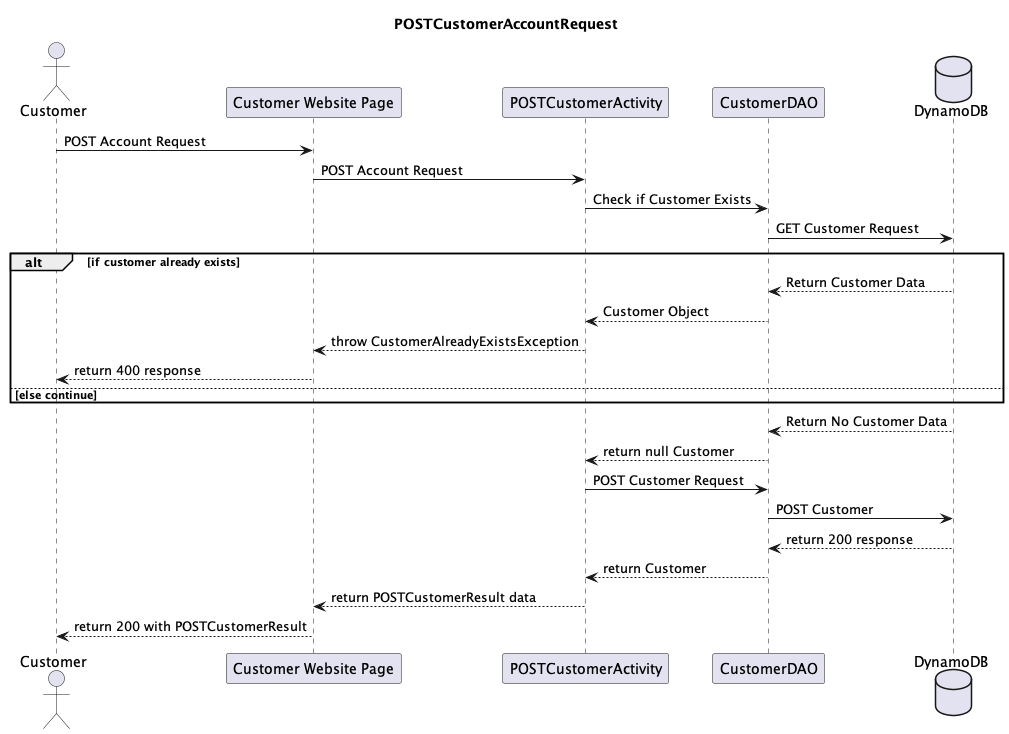 POSTCustomerAccountRequest
Customer
Customer Website Page
POSTCustomerActivity
CustomerDAO
DynamoDB
POST Account Request
POST Account Request
Check if Customer Exists
GET Customer Request
alt
[if customer already exists]
Return Customer Data
Customer Object
throw CustomerAlreadyExistsException
return 400 response
[else continue]
Return No Customer Data
return null Customer
POST Customer Request
POST Customer
return 200 response
return Customer
return POSTCustomerResult data
return 200 with POSTCustomerResult
Customer
Customer Website Page
POSTCustomerActivity
CustomerDAO
DynamoDB